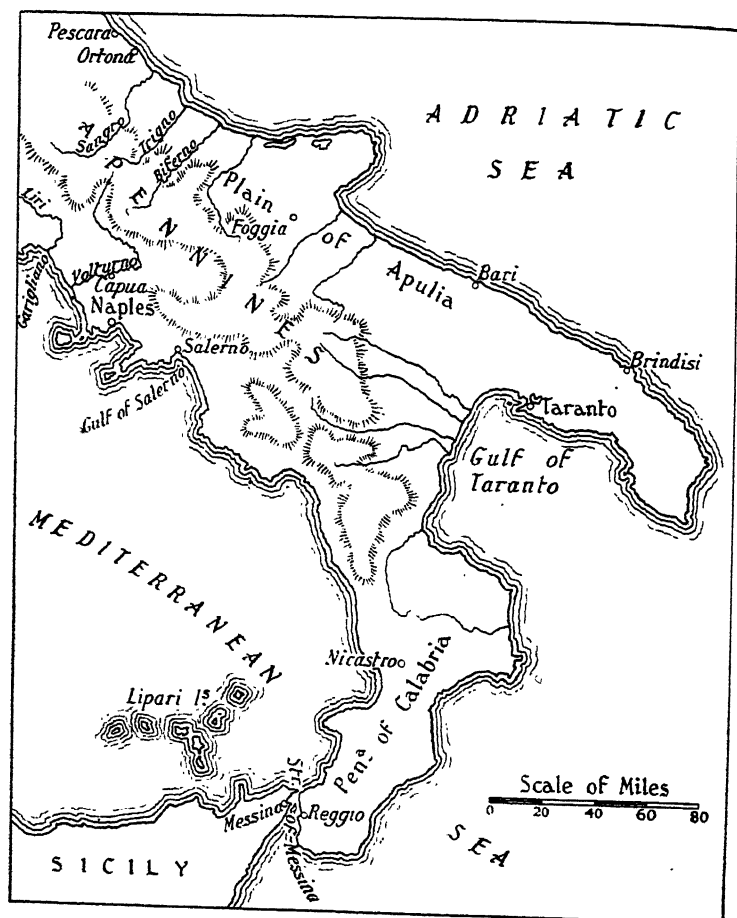 Pescara
Ortona
ADRIATIC
SEA
Sangro
Trigno
Biferno
APENNINES
Plain
of
Apulia
Foggia
Liri
Garigliano
Volturno
Capua
Naples
Bari
Salerno
Gulf of Salerno
Brindisi
Taranto
Gulf of
Taranto
MEDITERRANEAN
SEA
Nicastro
Lipari Is
Penª of Calabria
Str. of Messina
Messina
Reggio
SICILY
Scale of Miles
0 20 40 60 80